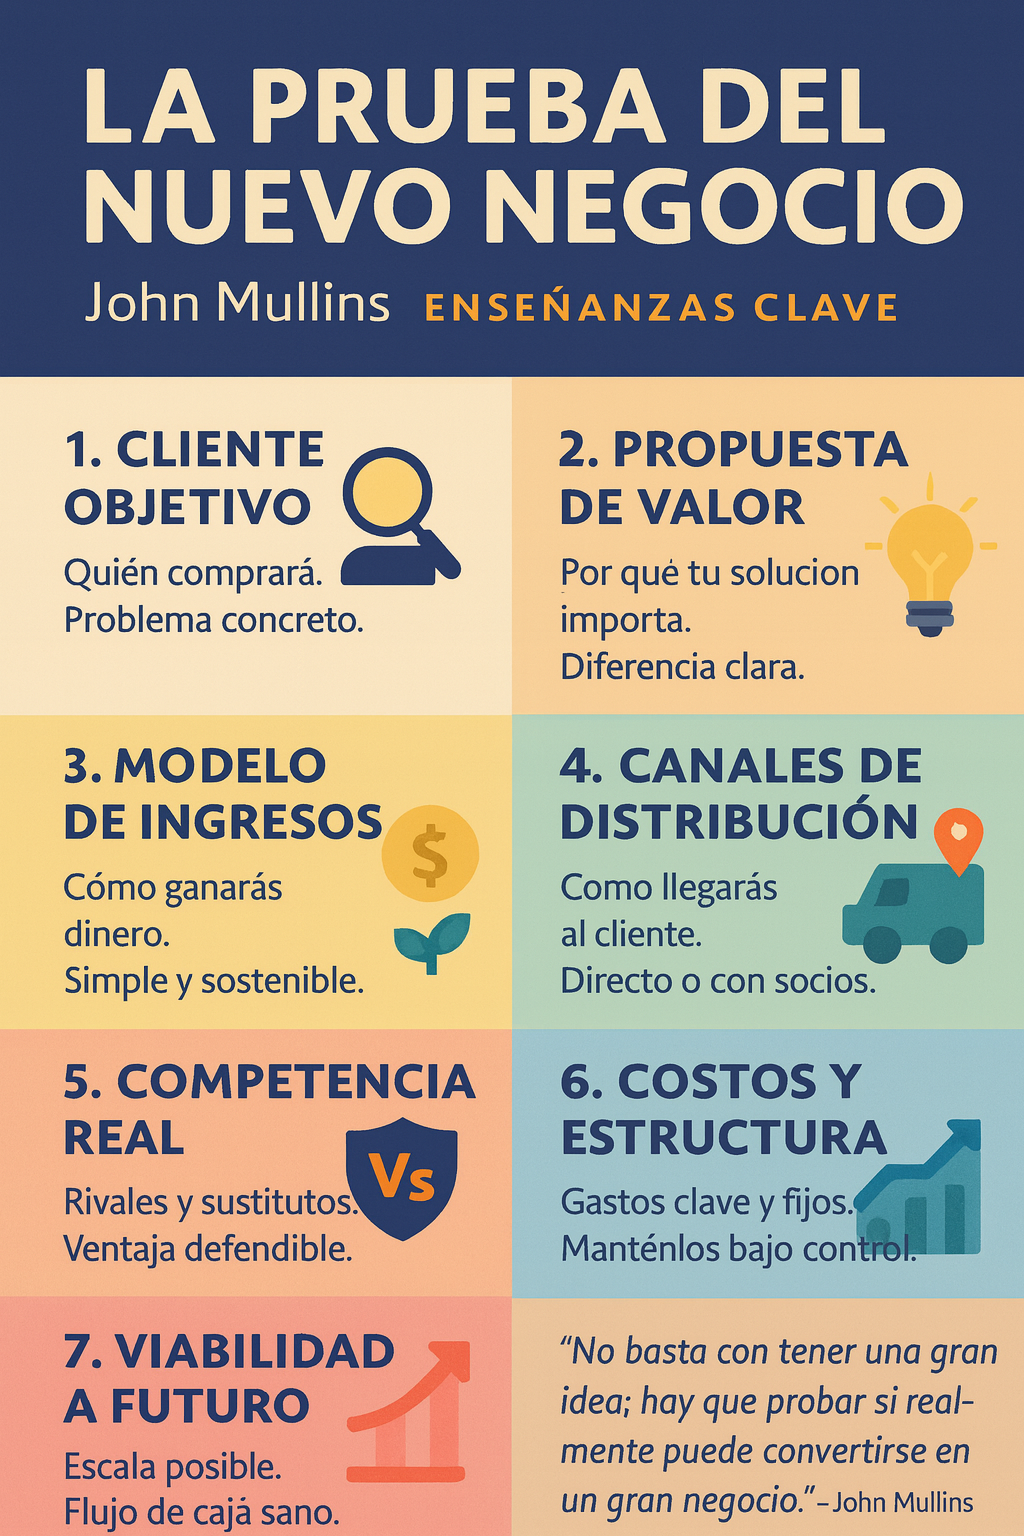 LA PRUEBA DEL
NUEVO NEGOCIO
John Mullins ENSEŃANZAS CLAVE
1. CLIENTE
OBJETIVO
Quién comprará.
Problema concreto.
2. PROPUESTA
DE VALOR
Por qué tu solucion
importa.
Diferencia clara.
3. MODELO
DE INGRESOS
Cómo ganarás
dinero.
Simple y sostenible.
$
4. CANALES DE
DISTRIBUCIÓN
Como llegarás
al cliente.
Directo o con socios.
5. COMPETENCIA
REAL
Rivales y sustitutos.
Ventaja defendible.
Vs
6. COSTOS Y
ESTRUCTURA
Gastos clave y fijos.
Manténlos bajo control.
7. VIABILIDAD
A FUTURO
Escala posible.
Flujo de cajá sano.
“No basta con tener una gran
idea; hay que probar si real-
mente puede convertirse en
un gran negocio.” – John Mullins